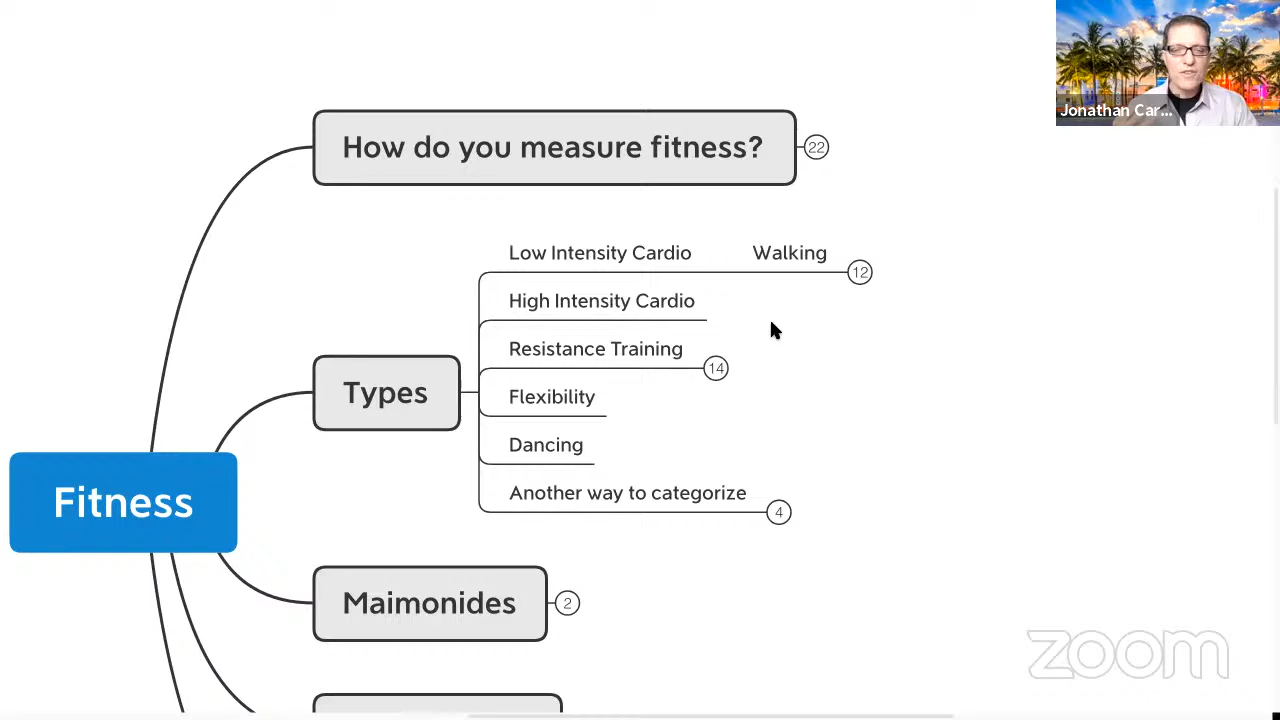 Jonathan Car...
How do you measure fitness? 22
Low Intensity Cardio Walking 12
High Intensity Cardio
Resistance Training 14
Types
Flexibility
Dancing
Another way to categorize 4
Fitness
Maimonides 2
zoom